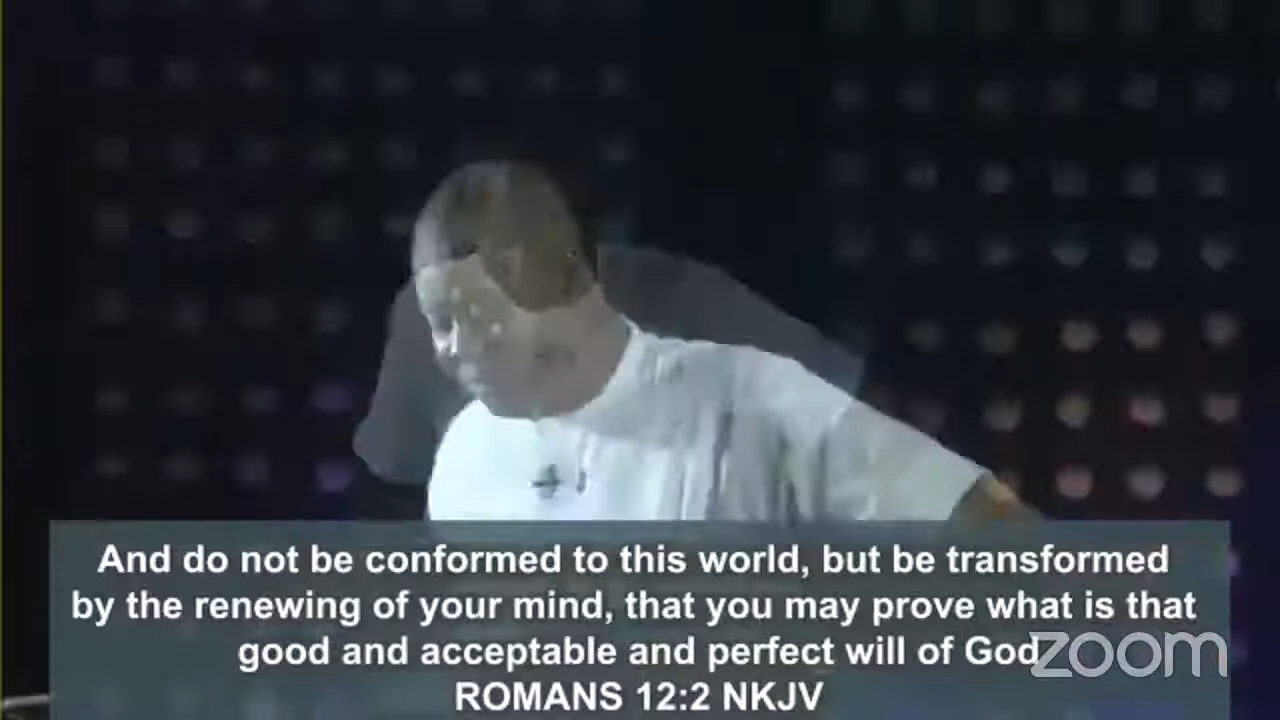 And do not be conformed to this world, but be transformed
by the renewing of your mind, that you may prove what is that
good and acceptable and perfect will of God
zoom
ROMANS 12:2 NKJV